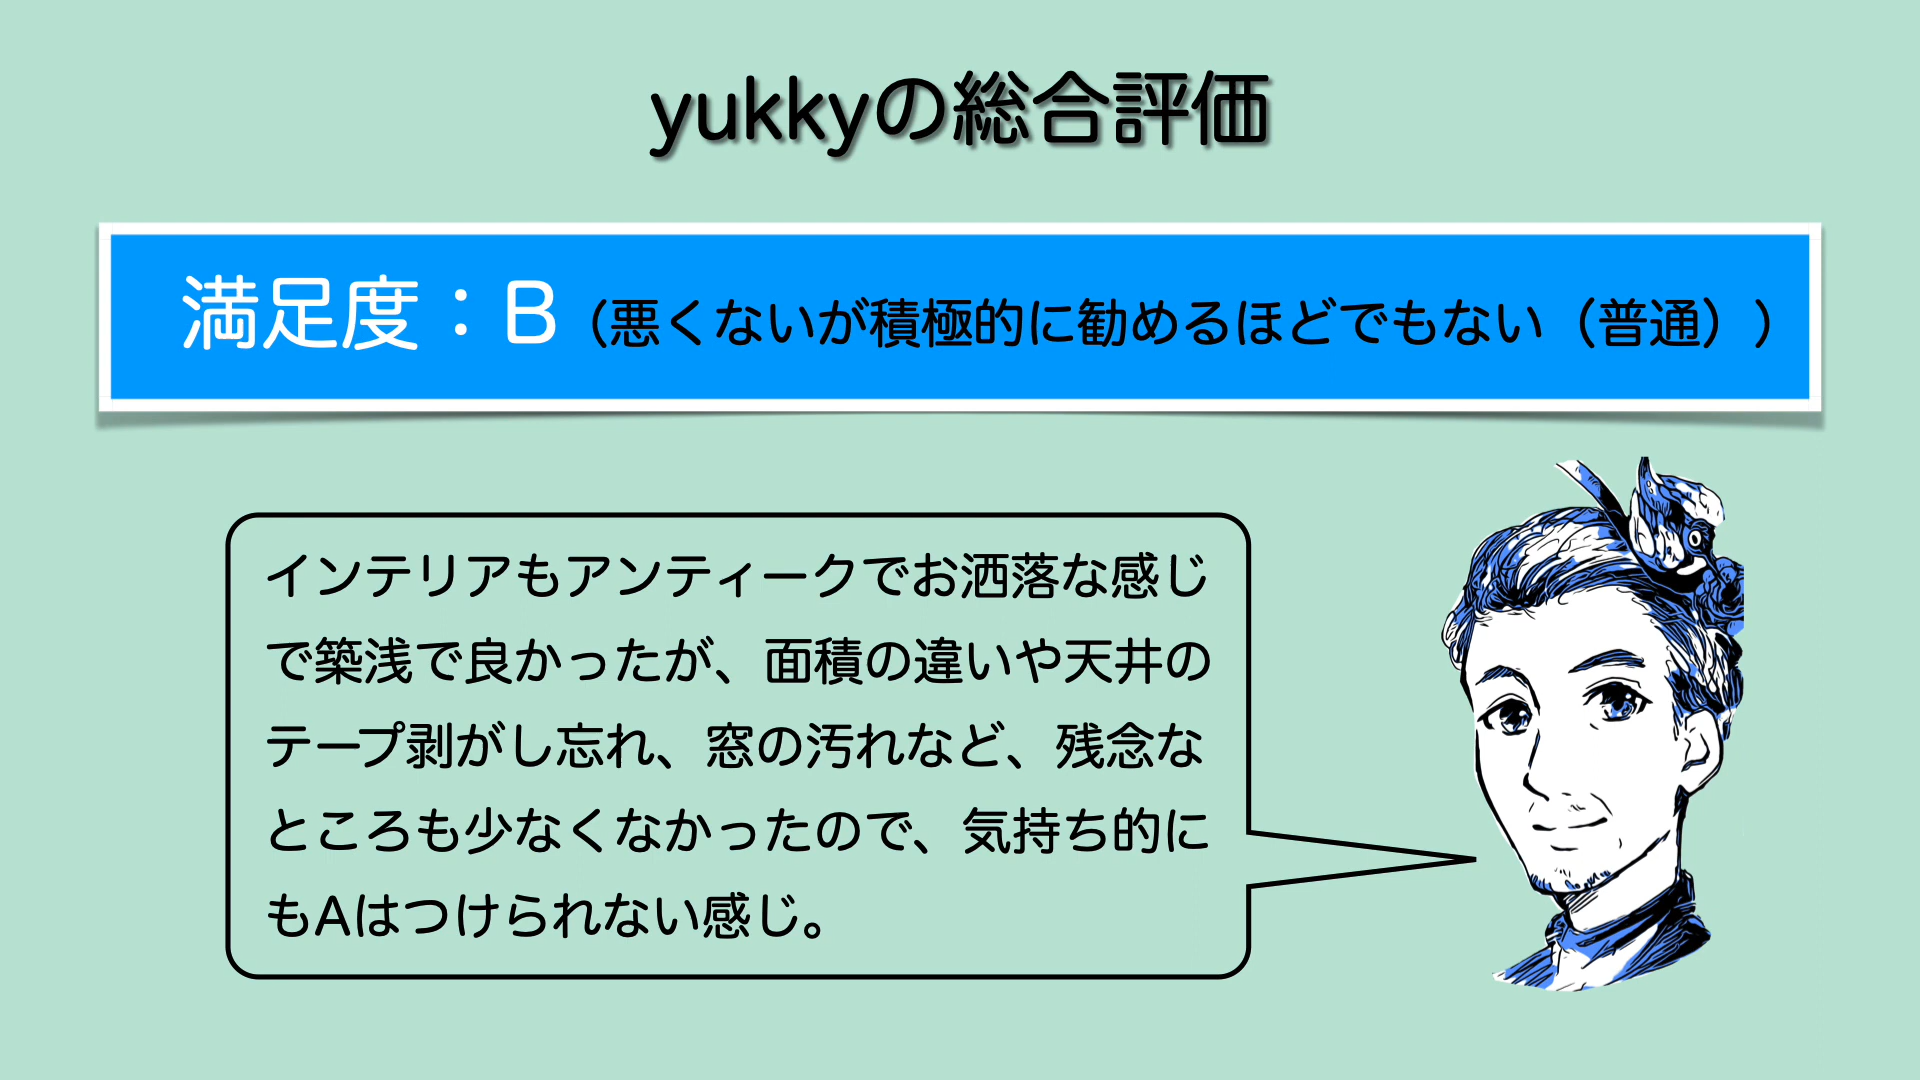 yukkyの総合評価
満足度：B（悪くないが積極的に勧めるほどでもない（普通））
インテリアもアンティークでお洒落な感じ
で築浅で良かったが、面積の違いや天井の
テープ剥がし忘れ、窓の汚れなど、残念な
ところも少なくなかったので、気持ち的に
もAはつけられない感じ。